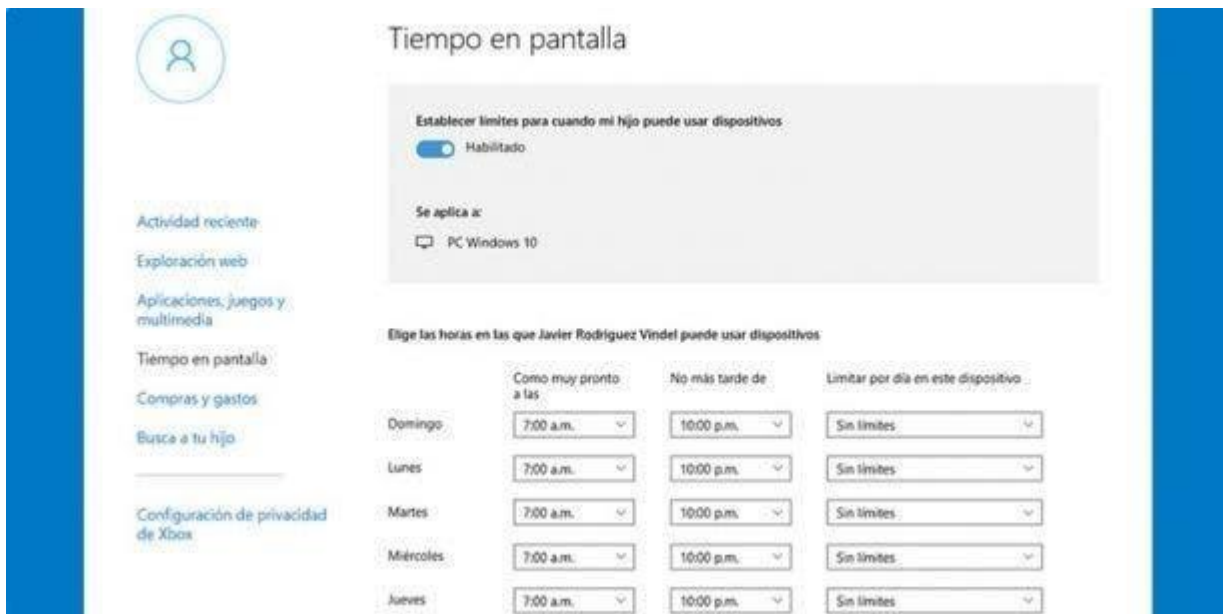 Tiempo en pantalla
Establecer límites para cuando mi hijo puede usar dispositivos
Habilitado
Se aplica a:
PC Windows 10
Actividad reciente
Exploración web
Aplicaciones, juegos y
multimedia
Tiempo en pantalla
Compras y gastos
Busca a tu hijo
Configuración de privacidad
de Xbox
Elige las horas en las que Javier Rodriguez Vindel puede usar dispositivos
Como muy pronto
a las
No más tarde de
Limitar por día en este dispositivo
Domingo 7:00 a.m. 10:00 p.m. Sin límites
Lunes 7:00 a.m. 10:00 p.m. Sin límites
Martes 7:00 a.m. 10:00 p.m. Sin límites
Miércoles 7:00 a.m. 10:00 p.m. Sin límites
Jueves 7:00 a.m. 10:00 p.m. Sin límites